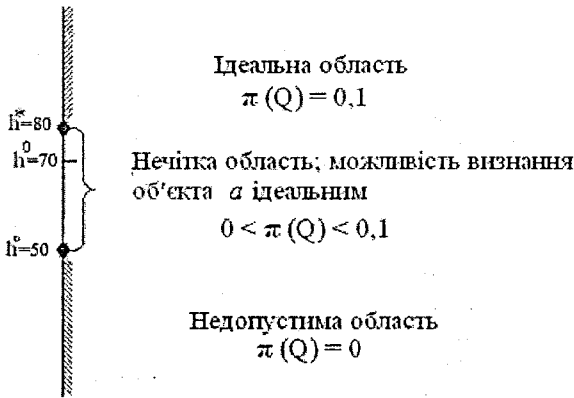 Ідеальна область
π (Q) = 0,1
h*=80
h⁰=70
Нечітка область; можливість визнання
об'єкта a ідеальним
0 < π (Q) < 0,1
h°=50
Недопустима область
π (Q) = 0